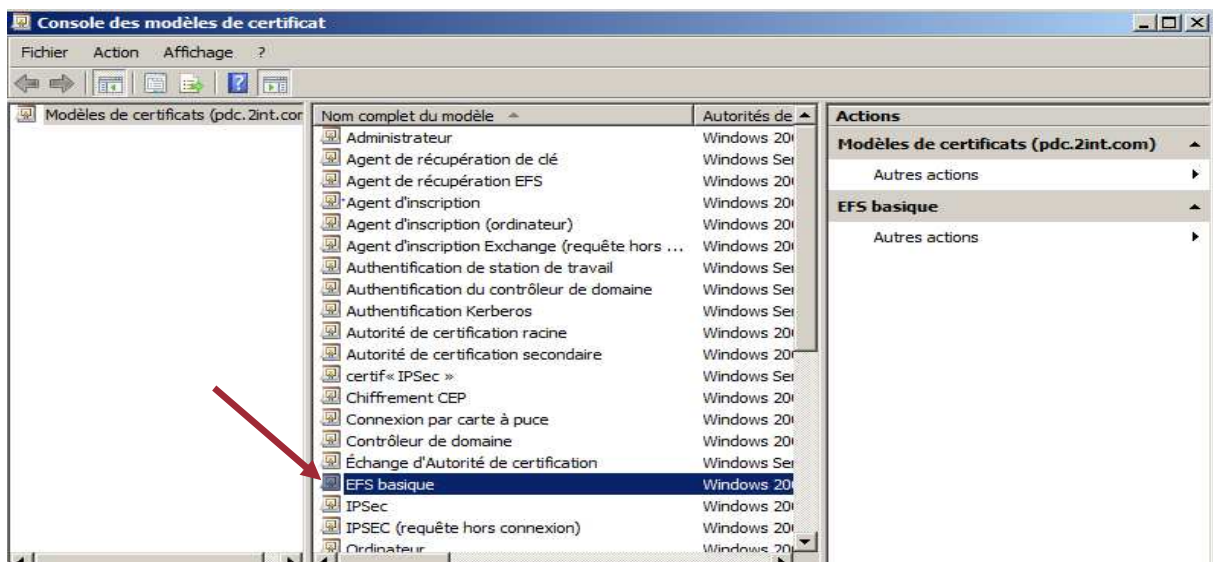 Console des modèles de certificat
Fichier Action Affichage ?
Modèles de certificats (pdc.2int.cor
Nom complet du modèle Autorités de
Administrateur Windows 20
Agent de récupération de clé Windows Ser
Agent de récupération EFS Windows 20
Agent d'inscription Windows 20
Agent d'inscription (ordinateur) Windows 20
Agent d'inscription Exchange (requête hors ... Windows 20
Authentification de station de travail Windows Ser
Authentification du contrôleur de domaine Windows Ser
Authentification Kerberos Windows Ser
Autorité de certification racine Windows 20
Autorité de certification secondaire Windows 20
certif« IPSec » Windows Ser
Chiffrement CEP Windows 20
Connexion par carte à puce Windows 20
Contrôleur de domaine Windows 20
Échange d'Autorité de certification Windows Ser
EFS basique Windows 20
IPSec Windows 20
IPSEC (requête hors connexion) Windows 20
Ordinateur Windows 20
Actions
Modèles de certificats (pdc.2int.com)
Autres actions
EFS basique
Autres actions